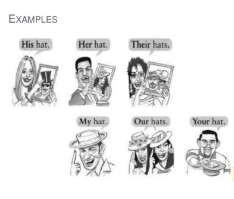 EXAMPLES
His hat.
Her hat.
Their hats.
My hat.
Our hats.
Your hat.